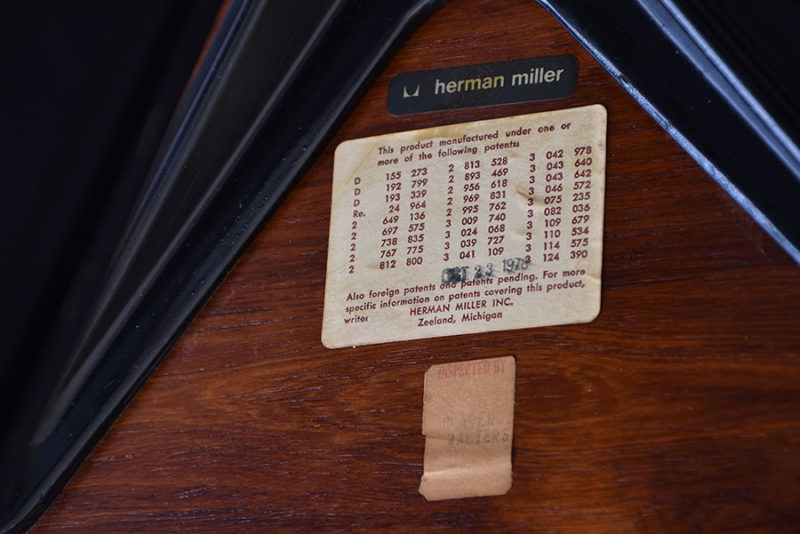 herman miller
This product manufactured under one or
more of the following patents
D 155 273 2 813 528 3 042 978
D 192 799 2 893 469 3 043 640
D 193 339 2 956 618 3 043 642
Re. 24 964 2 969 831 3 046 572
2 649 136 2 995 762 3 075 235
2 697 575 3 009 740 3 082 036
2 738 835 3 024 068 3 109 679
2 767 775 3 039 727 3 110 534
2 812 800 3 041 109 3 114 575
3 124 390
OCT 23 1978
Also foreign patents and patents pending. For more
specific information on patents covering this product,
write: HERMAN MILLER INC.
Zeeland, Michigan
INSPECTED BY
WALTERS